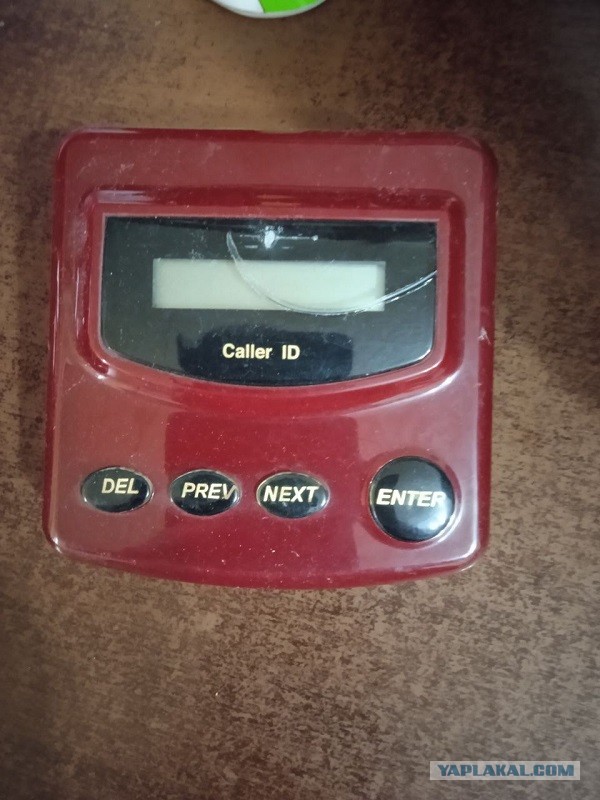 Caller ID
DEL PREV NEXT ENTER
YAPLAKAL.COM